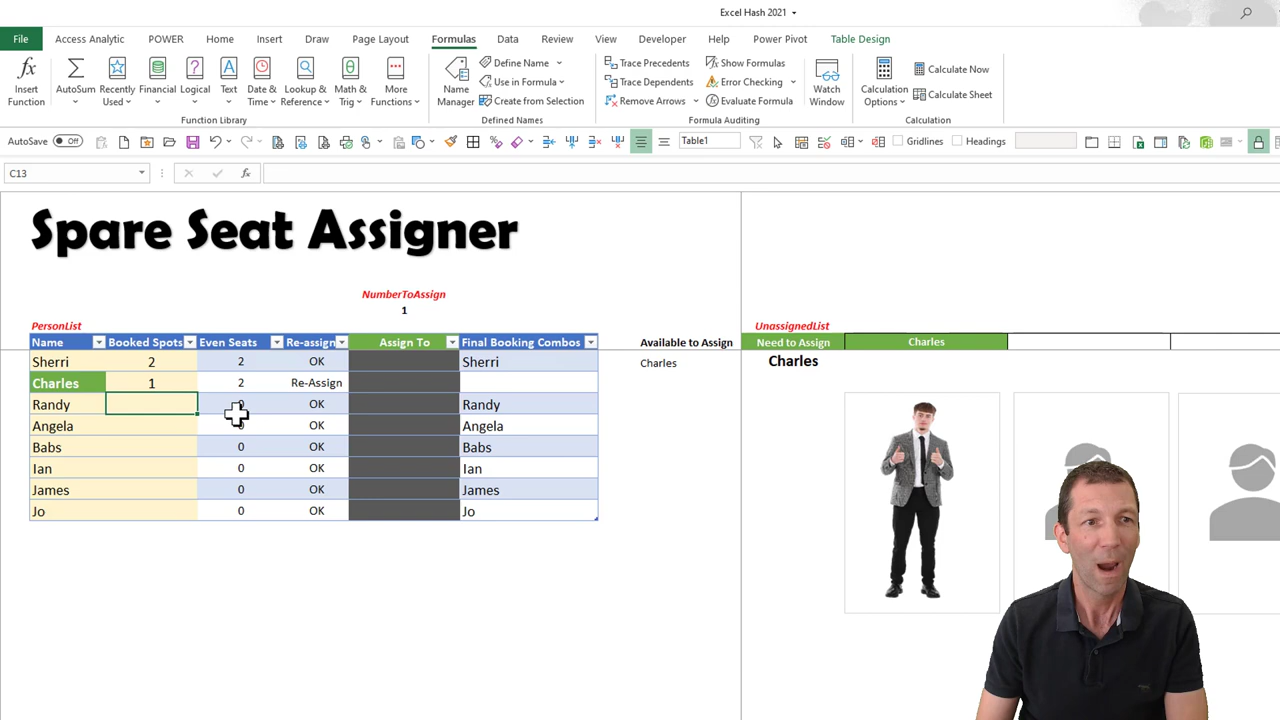 Excel Hash 2021
File Access Analytic POWER Home Insert Draw Page Layout Formulas Data Review View Developer Help Power Pivot Table Design
Insert Function
AutoSum
Recently Used
Financial
Logical
Text
Date & Time
Lookup & Reference
Math & Trig
More Functions
Function Library
Name Manager
Define Name
Use in Formula
Create from Selection
Defined Names
Trace Precedents
Trace Dependents
Remove Arrows
Show Formulas
Error Checking
Evaluate Formula
Formula Auditing
Watch Window
Calculation Options
Calculate Now
Calculate Sheet
Calculation
AutoSave Off Table1 Gridlines Headings
C13 fx
Spare Seat Assigner
NumberToAssign
1
PersonList UnassignedList
Name Booked Spots Even Seats Re-assign Assign To Final Booking Combos Available to Assign Need to Assign Charles
Sherri 2 2 OK Sherri Charles Charles
Charles 1 2 Re-Assign
Randy OK Randy
Angela OK Angela
Babs 0 OK Babs
Ian 0 OK Ian
James 0 OK James
Jo 0 OK Jo